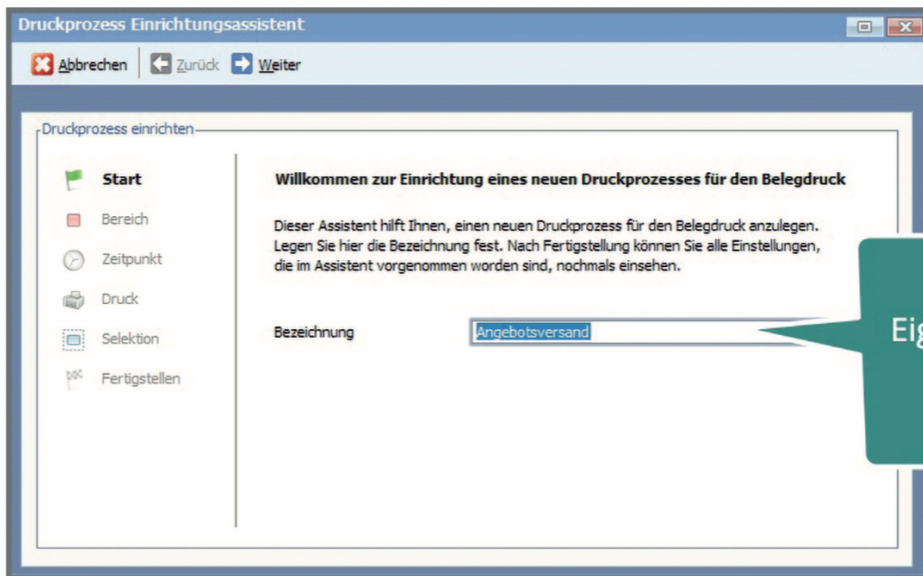 Druckprozess Einrichtungsassistent
Abbrechen Zurück Weiter
Druckprozess einrichten
Start
Bereich
Zeitpunkt
Druck
Selektion
Fertigstellen
Willkommen zur Einrichtung eines neuen Druckprozesses für den Belegdruck
Dieser Assistent hilft Ihnen, einen neuen Druckprozess für den Belegdruck anzulegen.
Legen Sie hier die Bezeichnung fest. Nach Fertigstellung können Sie alle Einstellungen,
die im Assistent vorgenommen worden sind, nochmals einsehen.
Bezeichnung Angebotsversand